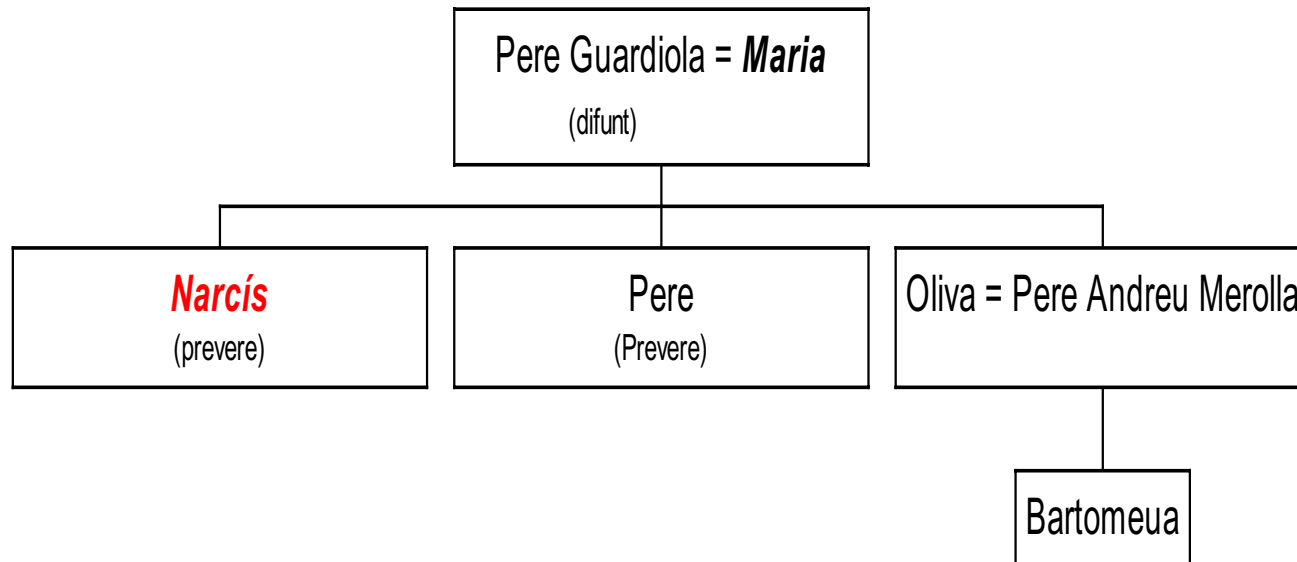 Pere Guardiola = Maria
(difunt)
Narcís
(prevere)
Pere
(Prevere)
Oliva = Pere Andreu Merolla
Bartomeua